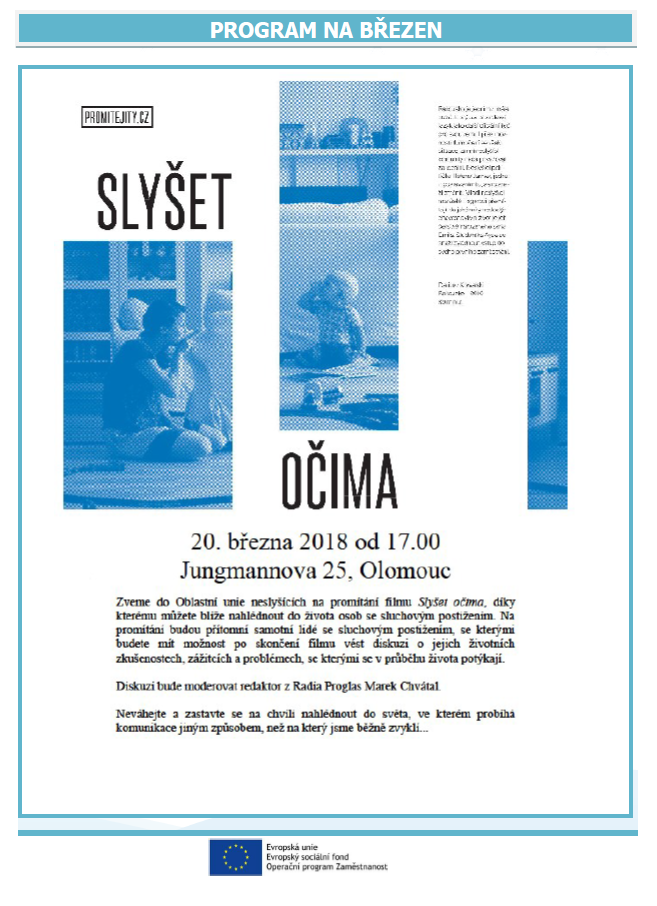 PROGRAM NA BŘEZEN
PROMITEJITY.CZ
SLYŠET
OČIMA
20. března 2018 od 17.00
Jungmannova 25, Olomouc
Zveme do Oblastní unie neslyšících na promítání filmu Slyšet očima, díky
kterému můžete blíže nahlédnout do života osob se sluchovým postižením. Na
promítání budou přítomni samotní lidé se sluchovým postižením, se kterými
budete mít možnost po skončení filmu vést diskuzi o jejich životních
zkušenostech, zážitcích a problémech, se kterými se v průběhu života potýkají.
Diskuzi bude moderovat redaktor z Radia Proglas Marek Chvátal.
Neváhejte a zastavte se na chvíli nahlédnout do světa, ve kterém probíhá
komunikace jiným způsobem, než na který jsme běžně zvyklí...
Evropská unie
Evropský sociální fond
Operační program Zaměstnanost